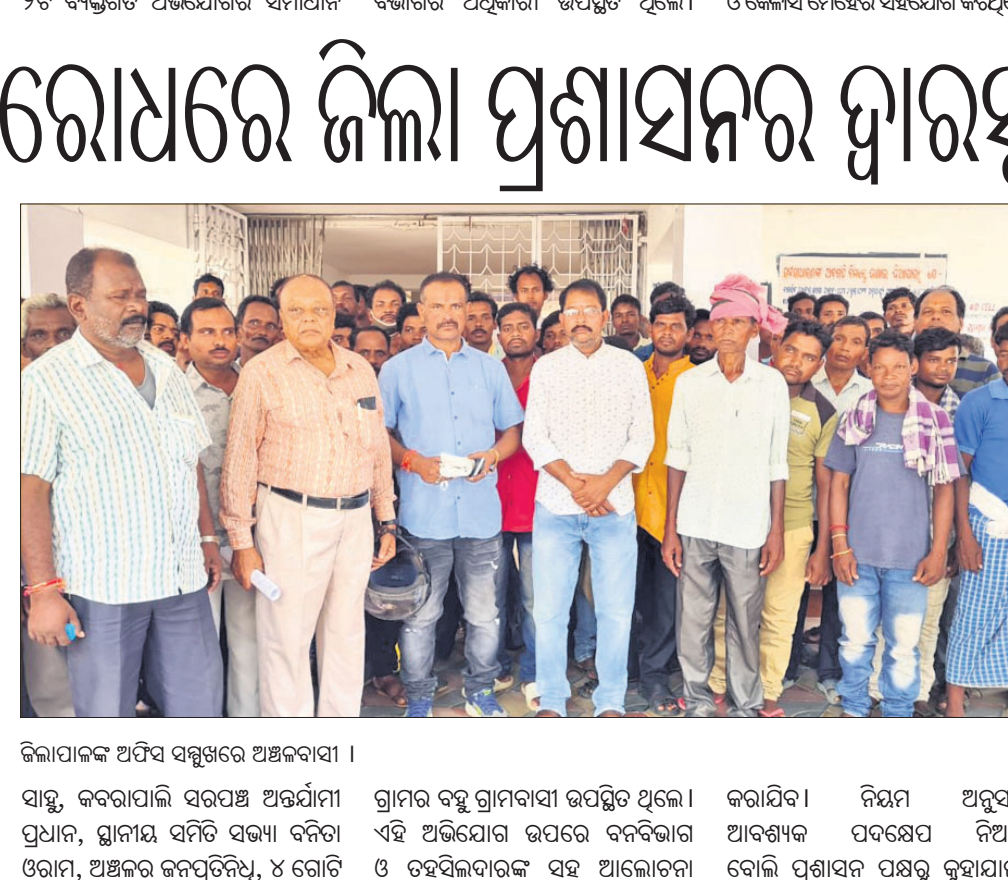 ରୋଧରେ ଜିଲା ପ୍ରଶାସନର ଦ୍ୱାରସ୍ଥ
ଜିଲାପାଳଙ୍କ ଅଫିସ ସମ୍ମୁଖରେ ଅଞ୍ଚଳବାସୀ ।
ସାହୁ, କବରାପାଲି ସରପଞ୍ଚ ଅନ୍ତର୍ଯାମୀ
ପ୍ରଧାନ, ସ୍ଥାନୀୟ ସମିତି ସଭ୍ୟା ବନିତା
ଓରାମ, ଅଞ୍ଚଳର ଜନପ୍ରତିନିଧି, ୪ ଗୋଟି
ଗ୍ରାମର ବହୁ ଗ୍ରାମବାସୀ ଉପସ୍ଥିତ ଥିଲେ।
ଏହି ଅଭିଯୋଗ ଉପରେ ବନବିଭାଗ
ଓ ତହସିଲଦାରଙ୍କ ସହ ଆଲୋଚନା
କରାଯିବ। ନିୟମ
ଆବଶ୍ୟକ ପଦକ୍ଷେପ
ବୋଲି ପ୍ରଶାସନ ପକ୍ଷରୁ